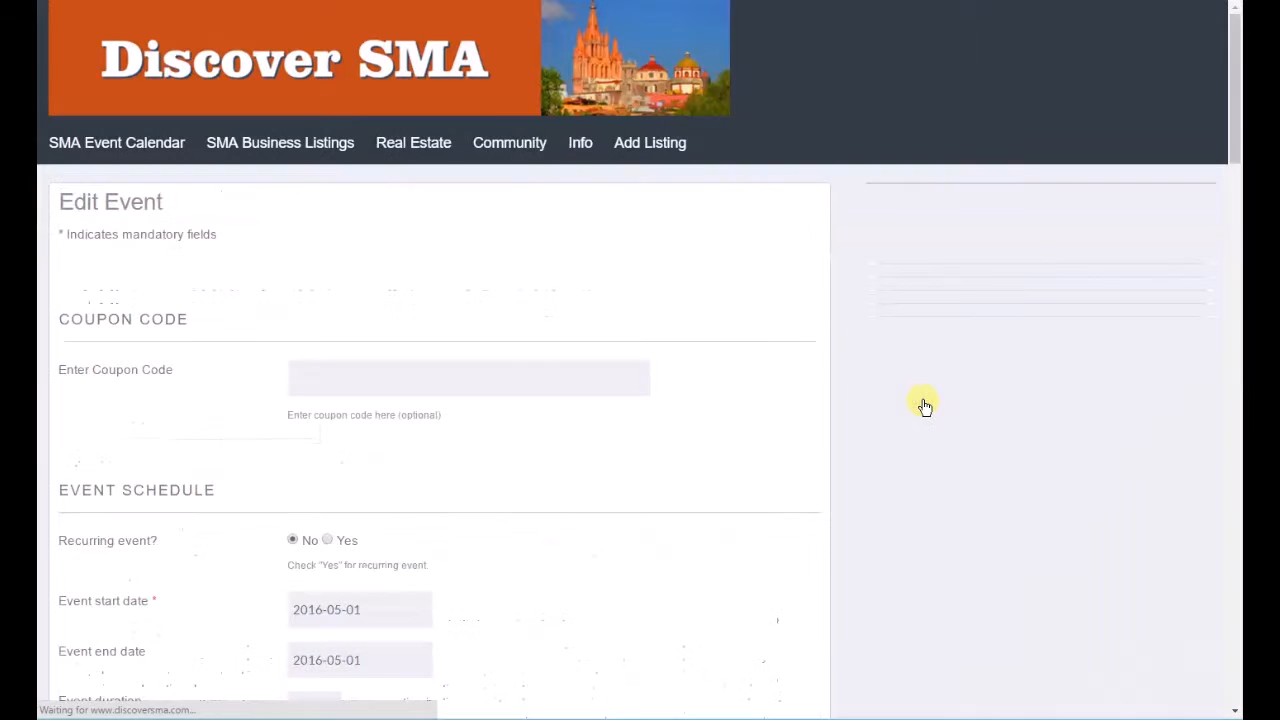 Discover SMA
SMA Event Calendar SMA Business Listings Real Estate Community Info Add Listing
Edit Event
* Indicates mandatory fields
COUPON CODE
Enter Coupon Code
Enter coupon code here (optional)
EVENT SCHEDULE
Recurring event? No Yes
Check "Yes" for recurring event.
Event start date * 2016-05-01
Event end date 2016-05-01
Event duration
Waiting for www.discoversma.com...